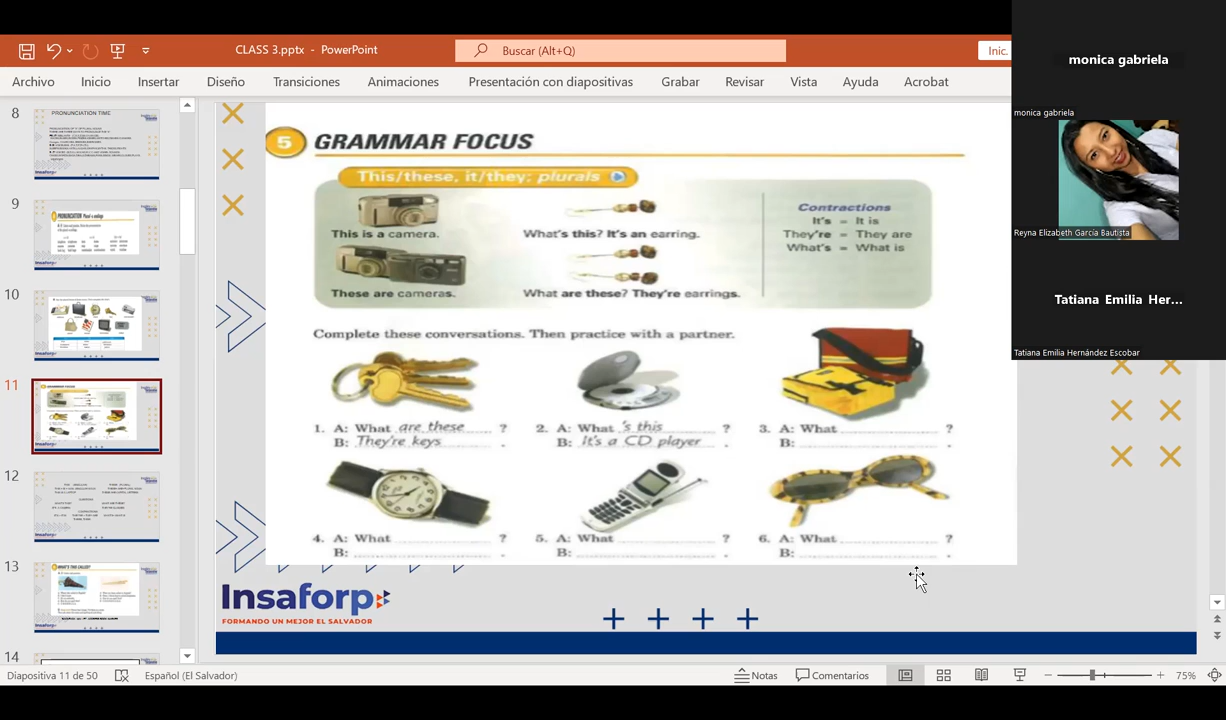 CLASS 3.pptx - PowerPoint
Buscar (Alt+Q)
Inic.
Archivo Inicio Insertar Diseño Transiciones Animaciones Presentación con diapositivas Grabar Revisar Vista Ayuda Acrobat
monica gabriela
monica gabriela
Reyna Elizabeth García Bautista
Tatiana Emilia Her...
Tatiana Emilia Hernández Escobar
8
PRONUNCIATION TIME
9
10
11
12
13
WHAT'S THIS CALLED?
14
5 GRAMMAR FOCUS
This/these, it/they; plurals
This is a camera.
What's this? It's an earring.
These are cameras.
What are these? They're earrings.
Contractions
It's = It is
They're = They are
What's = What is
Complete these conversations. Then practice with a partner.
1. A: What are these ?
B: They're keys .
2. A: What 's this ?
B: It's a CD player .
3. A: What ?
B: .
4. A: What ?
B: .
5. A: What ?
B: .
6. A: What ?
B: .
Insaforp
FORMANDO UN MEJOR EL SALVADOR
Diapositiva 11 de 50
Español (El Salvador)
Notas
Comentarios
75%